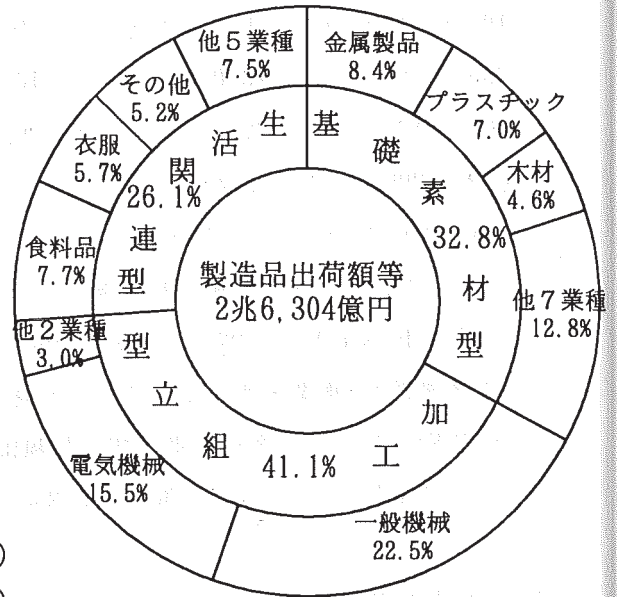 製造品出荷額等
2兆6,304億円
基礎素材型
32.8%
金属製品
8.4%
プラスチック
7.0%
木材
4.6%
他7業種
12.8%
加工組立型
41.1%
一般機械
22.5%
電気機械
15.5%
他2業種
3.0%
生活関連型
26.1%
食料品
7.7%
衣服
5.7%
その他
5.2%
他5業種
7.5%